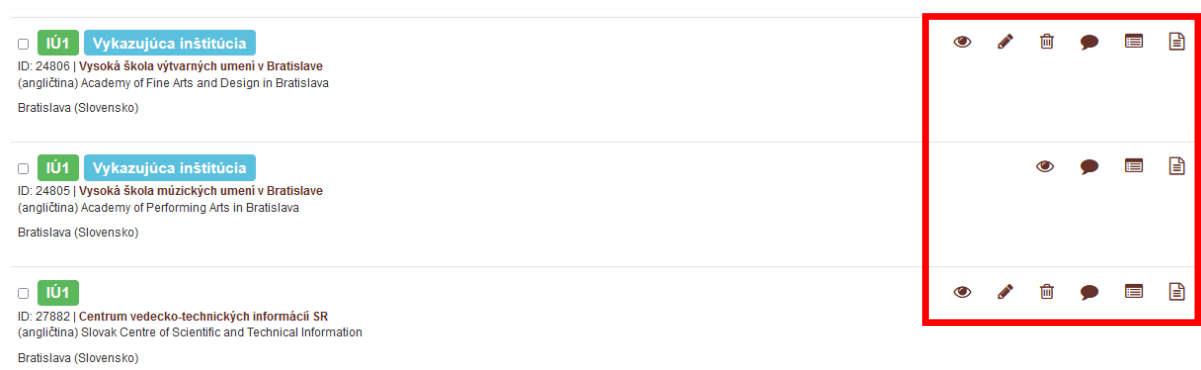 IÚ1 Vykazujúca inštitúcia
ID: 24806 | Vysoká škola výtvarných umení v Bratislave
(angličtina) Academy of Fine Arts and Design in Bratislava
Bratislava (Slovensko)
IÚ1 Vykazujúca inštitúcia
ID: 24805 | Vysoká škola múzických umení v Bratislave
(angličtina) Academy of Performing Arts in Bratislava
Bratislava (Slovensko)
IÚ1
ID: 27882 | Centrum vedecko-technických informácií SR
(angličtina) Slovak Centre of Scientific and Technical Information
Bratislava (Slovensko)